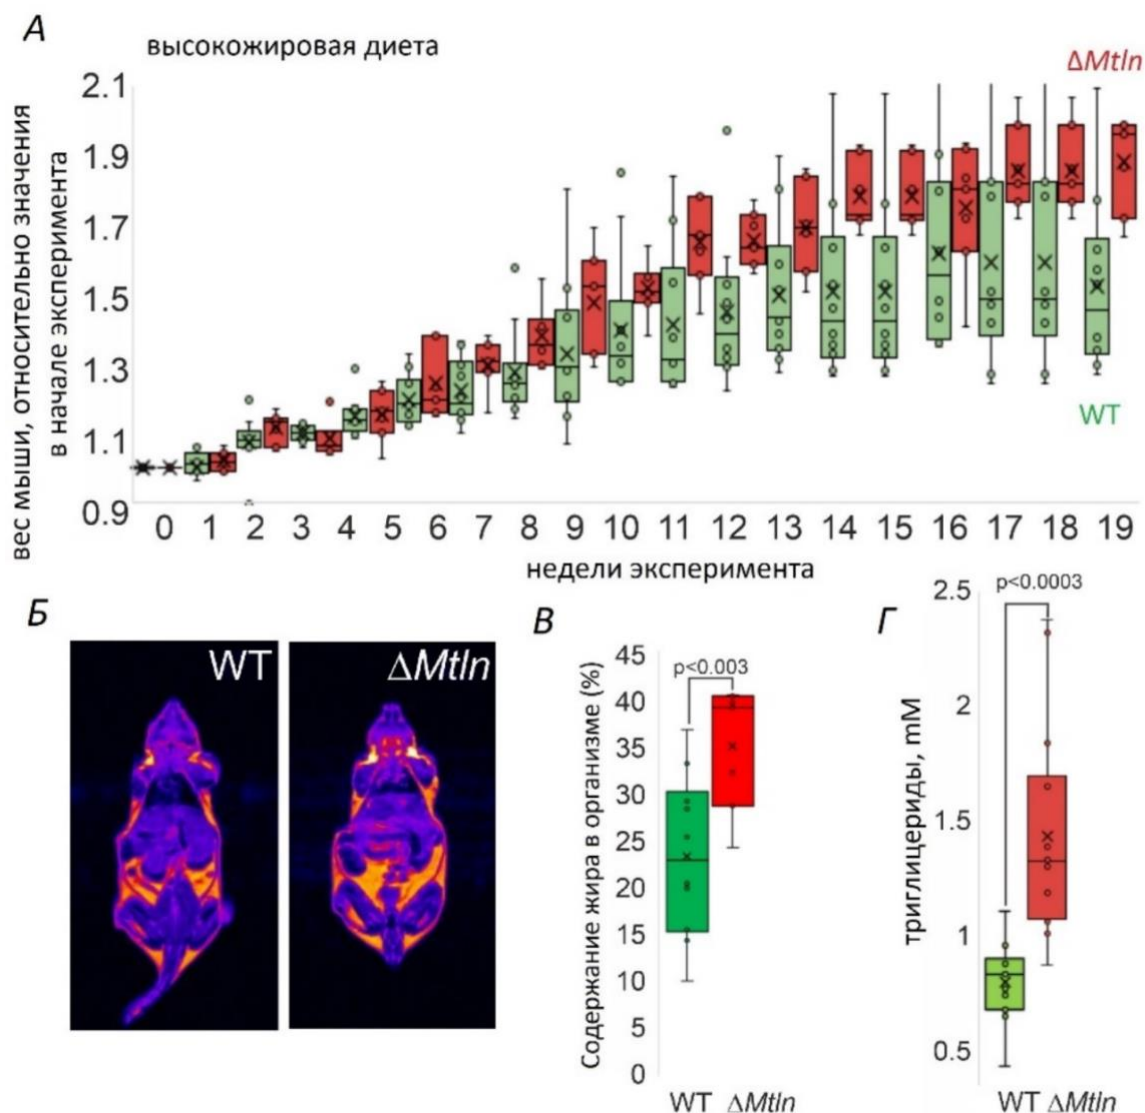 А
высокожировая диета
ΔMtln
вес мыши, относительно значения
в начале эксперимента
2.1
1.9
1.7
1.5
1.3
1.1
0.9
WT
0 1 2 3 4 5 6 7 8 9 10 11 12 13 14 15 16 17 18 19
недели эксперимента
Б
WT
ΔMtln
В
Содержание жира в организме (%)
45
40
35
30
25
20
15
10
5
0
p<0.003
WT ΔMtln
Г
триглицериды, mM
2.5
2
1.5
1
0.5
p<0.0003
WT ΔMtln